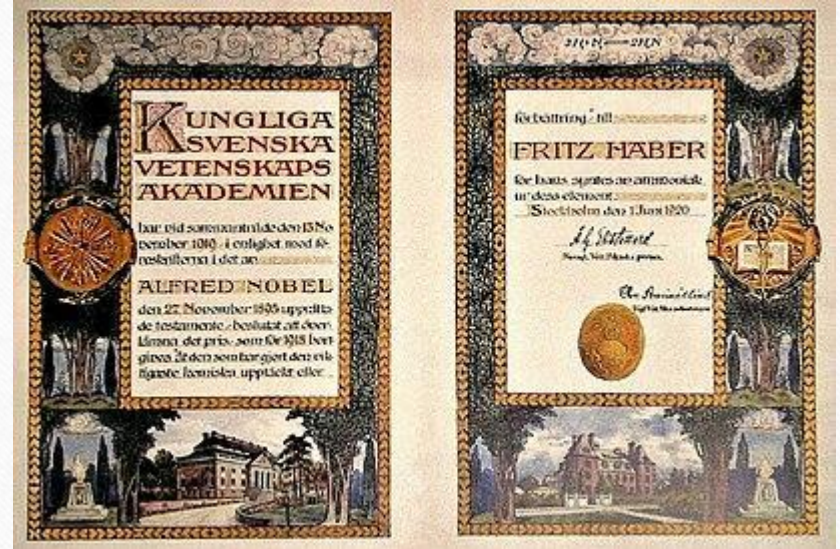 KUNGLIGA
SVENSKA
VETENSKAPS
AKADEMIEN
har vid sammanträde den 13 No
vember 1919 i enlighet med fö-
reskrifterna i det av
ALFRED NOBEL
den 27 November 1895 upprätta-
de testamente beslutat att över-
lämna det pris som för 1918 bort
givas åt den som har gjort den vik-
tigaste kemiska upptäckt eller
förbättring till
FRITZ HABER
för hans syntes av ammoniak
ur dess element
Stockholm den 1 Juni 1920